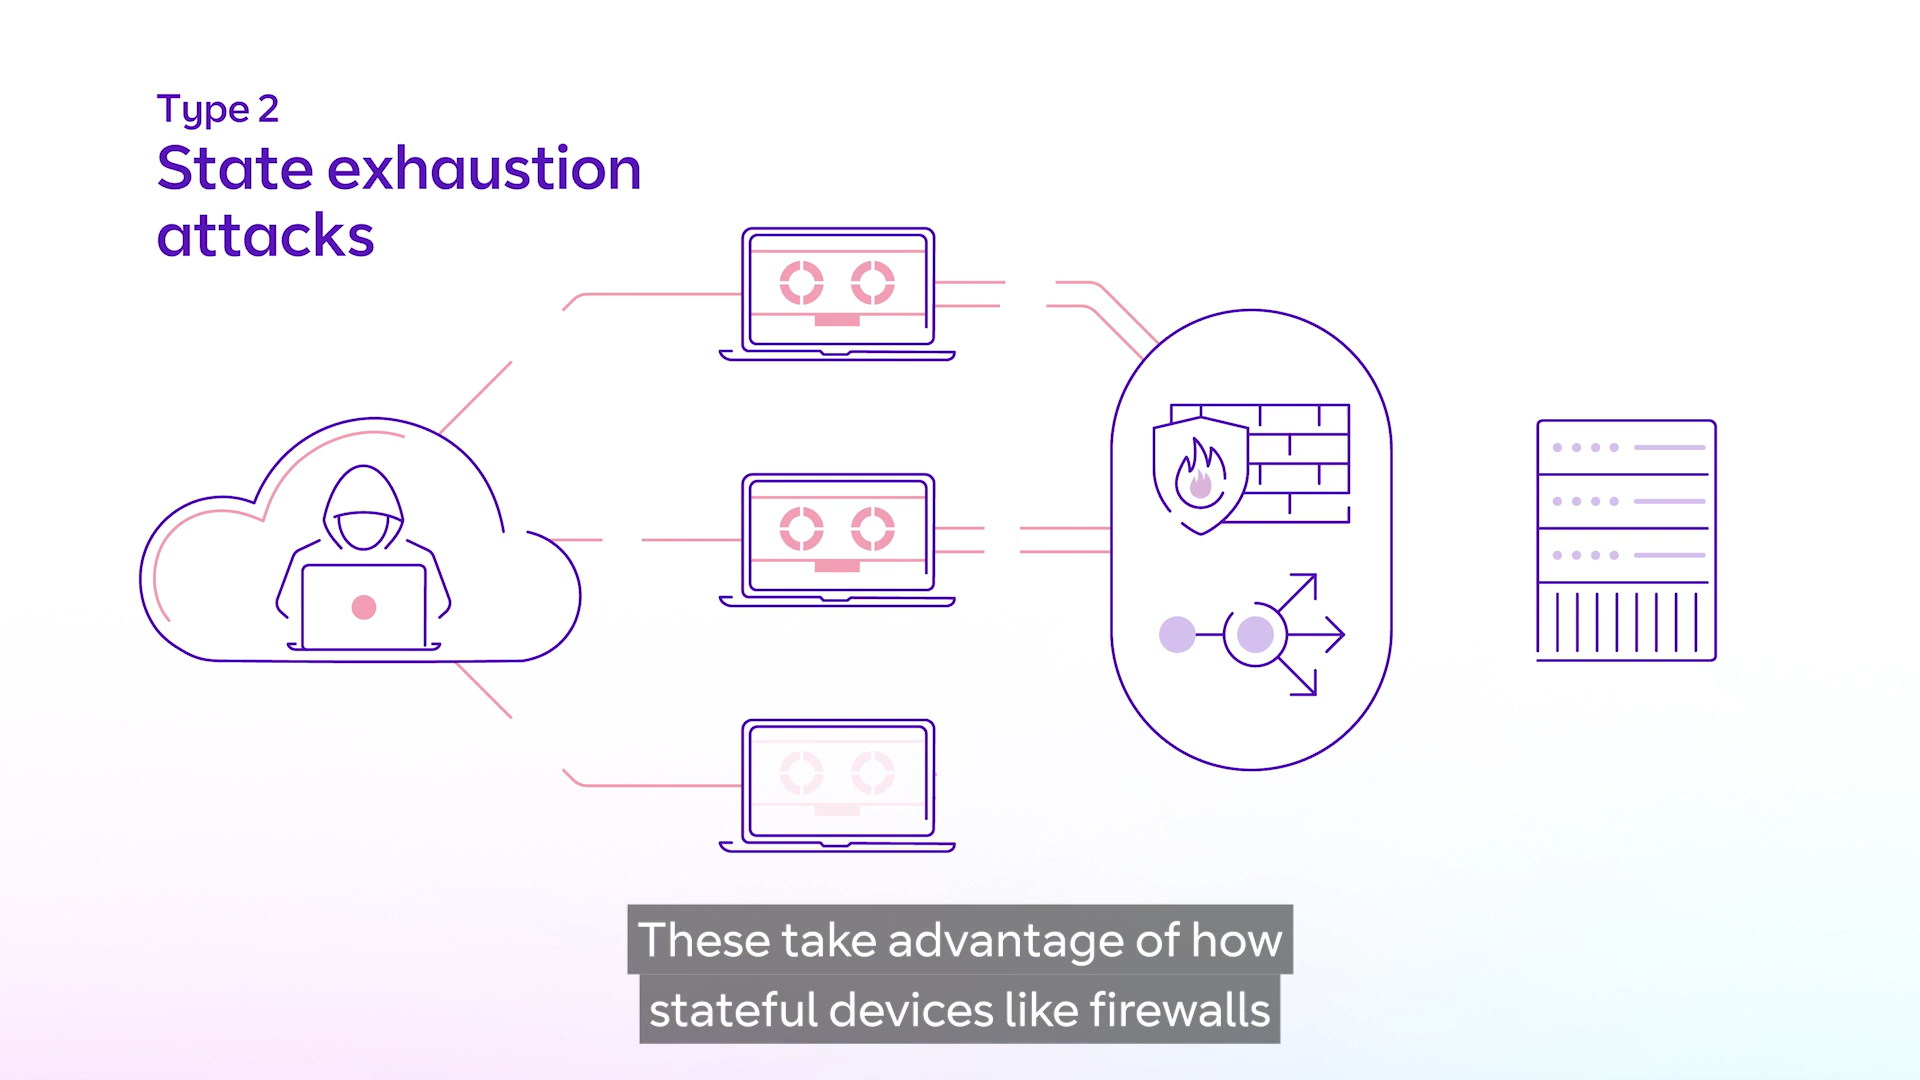 Type 2
State exhaustion
attacks
These take advantage of how
stateful devices like firewalls